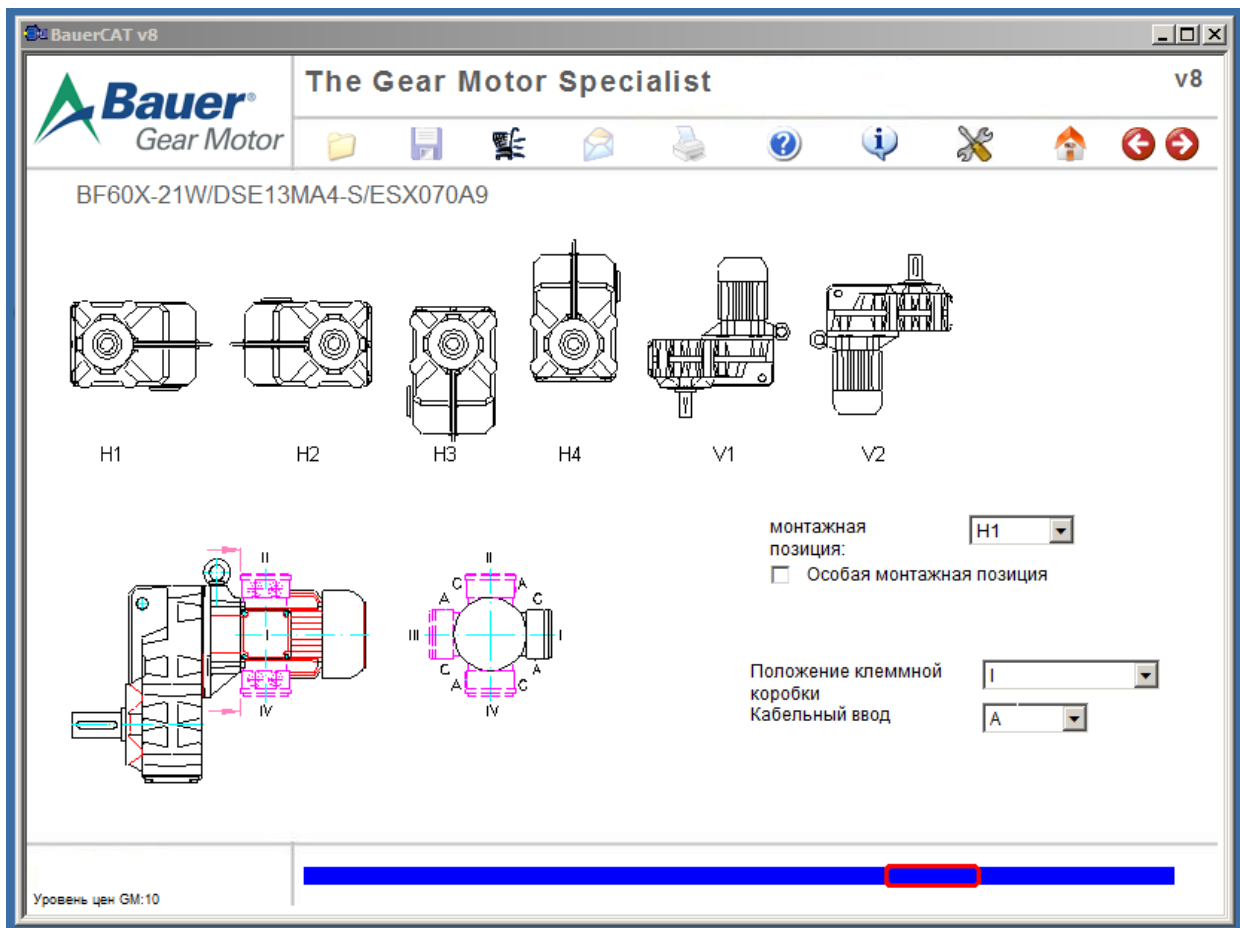 BauerCAT v8
Bauer®
Gear Motor
The Gear Motor Specialist
v8
BF60X-21W/DSE13MA4-S/ESX070A9
H1 H2 H3 H4 V1 V2
монтажная
позиция:
H1
Особая монтажная позиция
II
I
IV
II
C A
A C
III I
C A
A C
IV
Положение клеммной
коробки
I
Кабельный ввод
A
Уровень цен GM:10